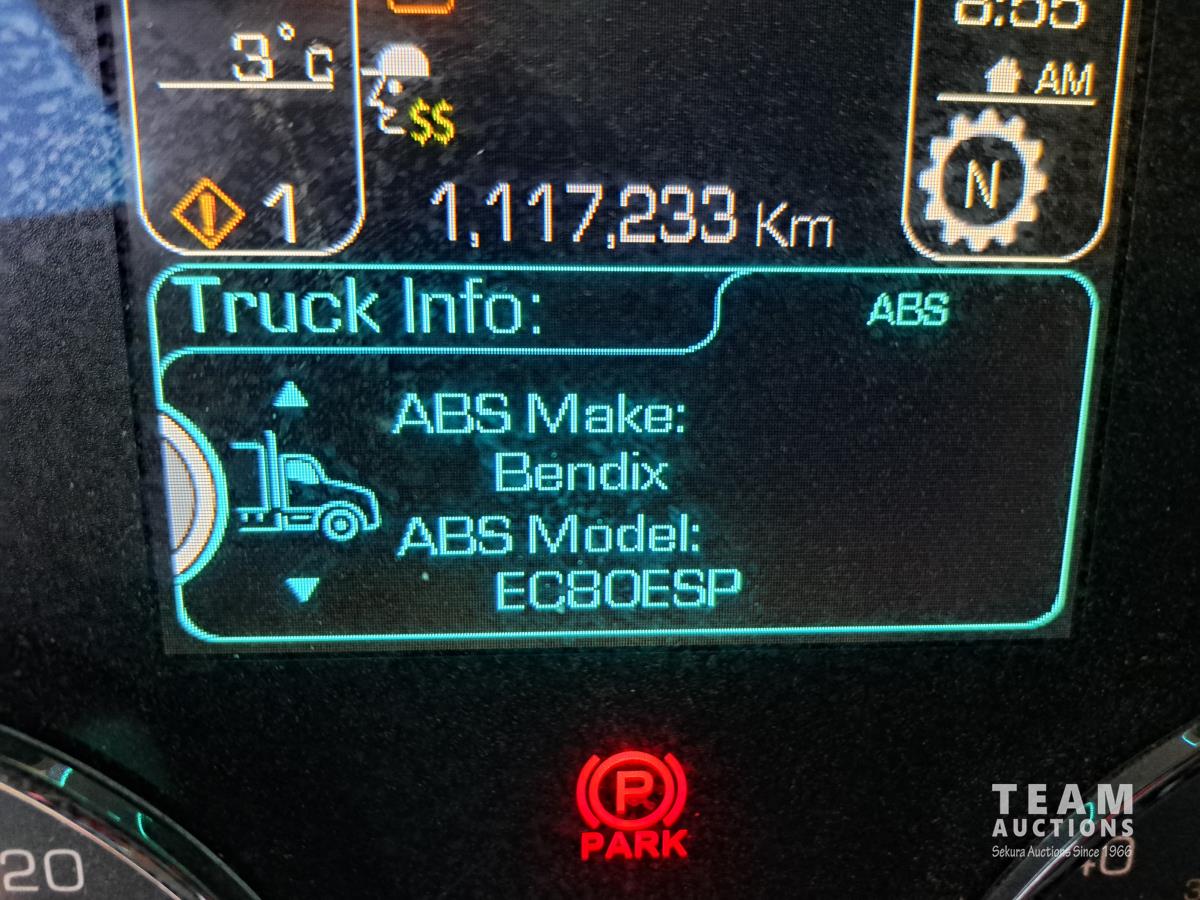 8:55
3°c
AM
$$
N
1
1,117,233 Km
Truck Info:
ABS
ABS Make:
Bendix
ABS Model:
EC80ESP
P
PARK
TEAM
AUCTIONS
Sekura Auctions Since 1966
20